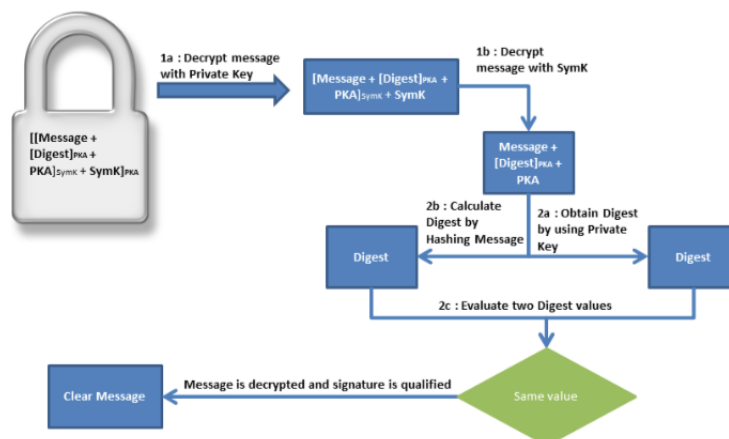 1a : Decrypt message
with Private Key
1b : Decrypt
message with SymK
[Message + [Digest]PKA +
PKA]SymK + SymK
[[Message +
[Digest]PKA +
PKA]SymK + SymK]PKA
Message +
[Digest]PKA +
PKA
2b : Calculate
Digest by
Hashing Message
2a : Obtain Digest
by using Private
Key
Digest
Digest
2c : Evaluate two Digest values
Message is decrypted and signature is qualified
Clear Message
Same value